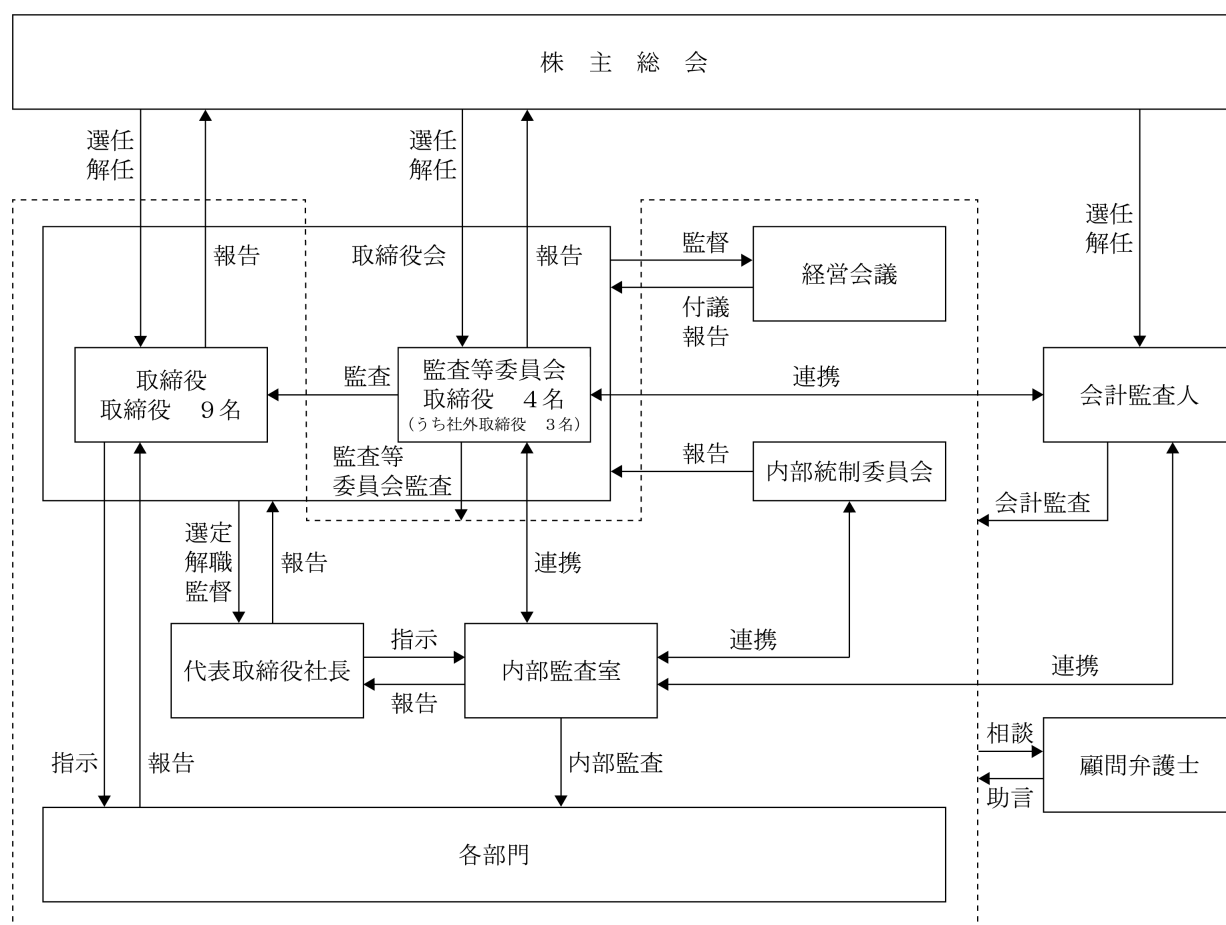 株　主　総　会
選任
解任
報告
選任
解任
報告
選任
解任
取締役会
監督
付議
報告
経営会議
取締役
取締役　９名
監査
監査等委員会
取締役　４名
（うち社外取締役　３名）
連携
会計監査人
監査等
委員会監査
報告
内部統制委員会
会計監査
選定
解職
監督
報告
連携
代表取締役社長
指示
報告
内部監査室
連携
連携
指示
報告
内部監査
相談
助言
顧問弁護士
各部門